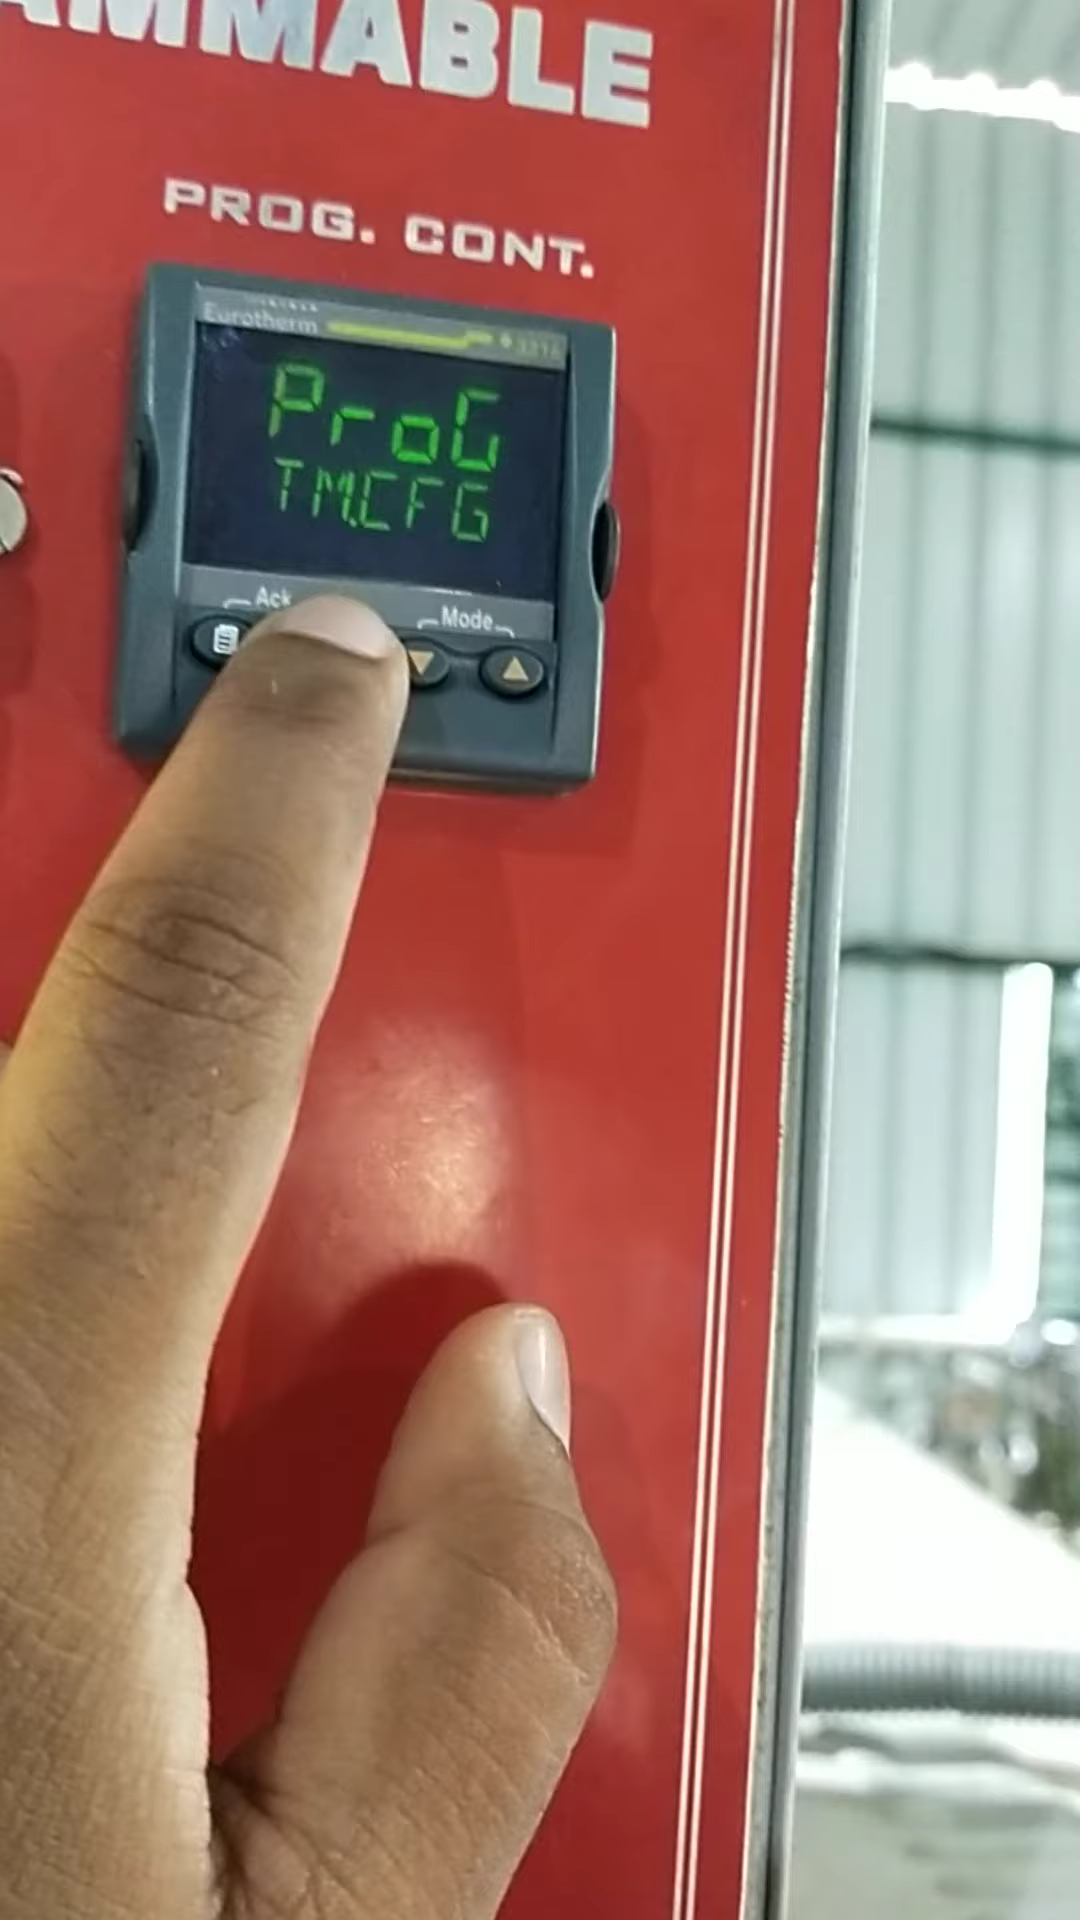 AMMABLE
PROG. CONT.
Eurotherm
ProG
TM.CFG
Ack
Mode